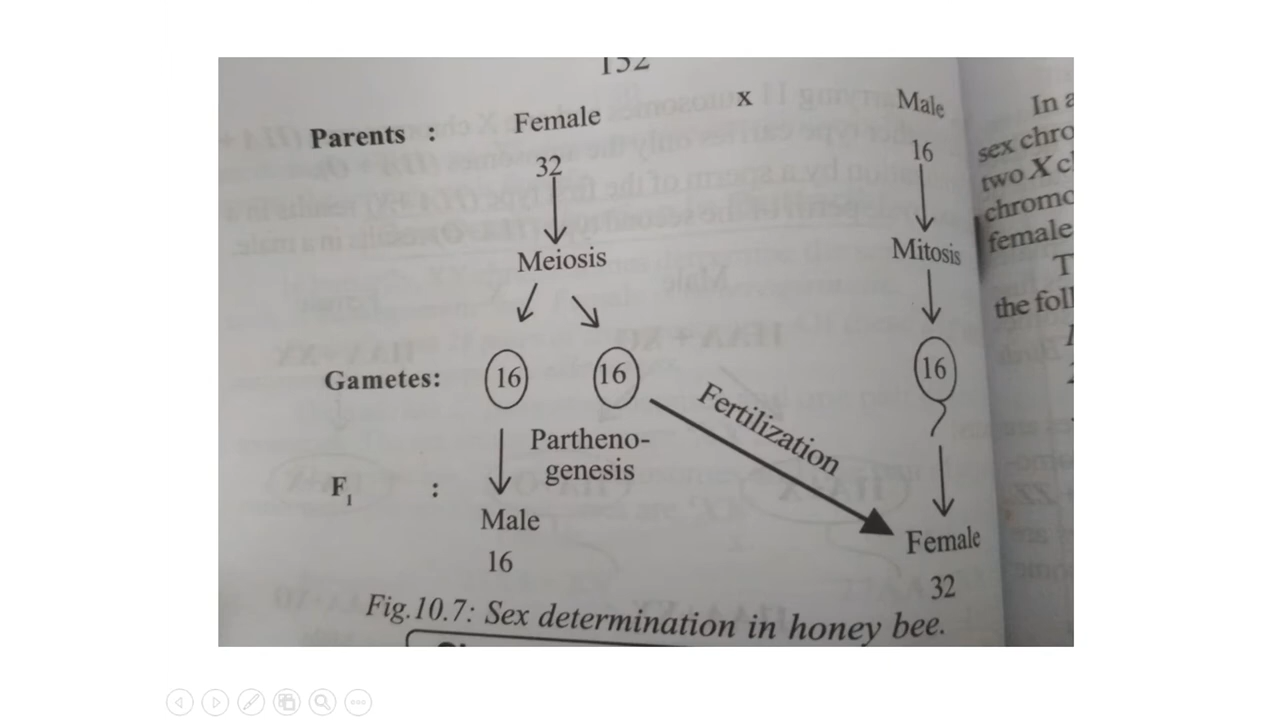 152
Parents : Female x Male
32 16
Meiosis Mitosis
Gametes: 16 16 16
Fertilization
Partheno-
genesis
F1 :
Male Female
16 32
Fig.10.7: Sex determination in honey bee.
In a
sex chro
two X c
chromo
female
T
the foll